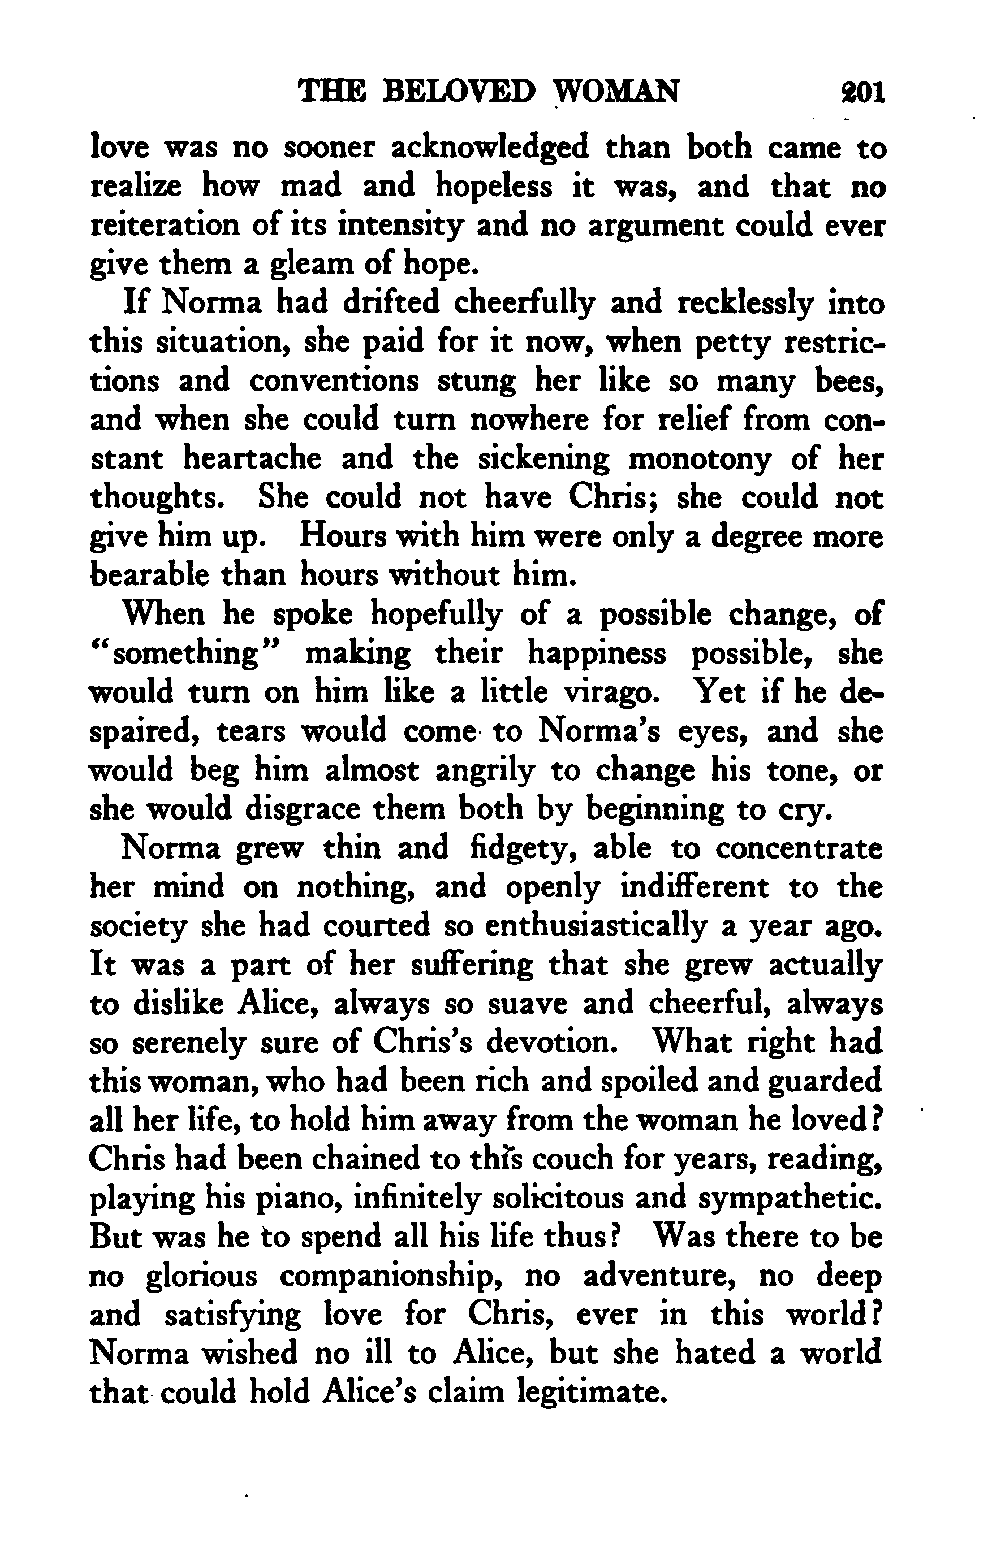 THE BELOVED WOMAN 201
love was no sooner acknowledged than both came to
realize how mad and hopeless it was, and that no
reiteration of its intensity and no argument could ever
give them a gleam of hope.
If Norma had drifted cheerfully and recklessly into
this situation, she paid for it now, when petty restric-
tions and conventions stung her like so many bees,
and when she could turn nowhere for relief from con-
stant heartache and the sickening monotony of her
thoughts. She could not have Chris; she could not
give him up. Hours with him were only a degree more
bearable than hours without him.
When he spoke hopefully of a possible change, of
“something” making their happiness possible, she
would turn on him like a little virago. Yet if he de-
spaired, tears would come to Norma’s eyes, and she
would beg him almost angrily to change his tone, or
she would disgrace them both by beginning to cry.
Norma grew thin and fidgety, able to concentrate
her mind on nothing, and openly indifferent to the
society she had courted so enthusiastically a year ago.
It was a part of her suffering that she grew actually
to dislike Alice, always so suave and cheerful, always
so serenely sure of Chris’s devotion. What right had
this woman, who had been rich and spoiled and guarded
all her life, to hold him away from the woman he loved?
Chris had been chained to this couch for years, reading,
playing his piano, infinitely solicitous and sympathetic.
But was he to spend all his life thus? Was there to be
no glorious companionship, no adventure, no deep
and satisfying love for Chris, ever in this world?
Norma wished no ill to Alice, but she hated a world
that could hold Alice’s claim legitimate.